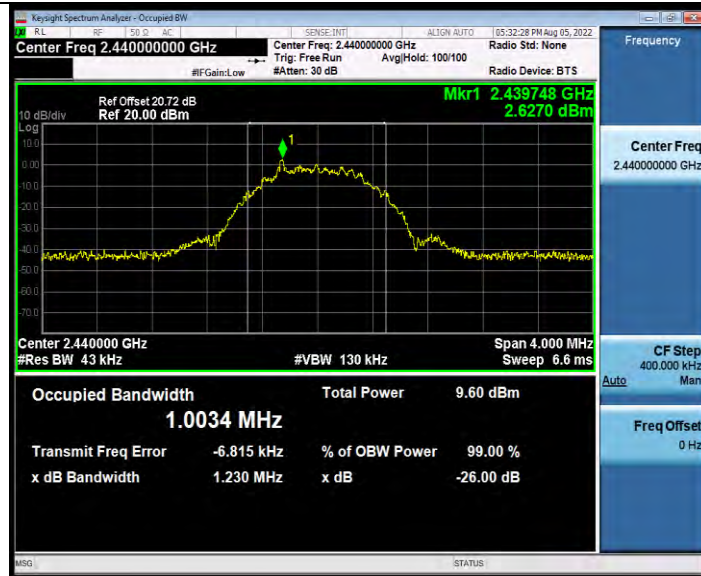 Keysight Spectrum Analyzer - Occupied BW
RL RF 50 Ω AC SENSE:INT ALIGN AUTO 05:32:28 PM Aug 05, 2022
Center Freq 2.440000000 GHz
Center Freq: 2.440000000 GHz
Radio Std: None
Trig: Free Run Avg|Hold: 100/100
#IFGain:Low #Atten: 30 dB Radio Device: BTS
Frequency
Ref Offset 20.72 dB
10 dB/div Ref 20.00 dBm
Mkr1 2.439748 GHz
2.6270 dBm
Log
10.0
0.00
-10.0
-20.0
-30.0
-40.0
-50.0
-60.0
-70.0
1
Center 2.440000 GHz Span 4.000 MHz
#Res BW 43 kHz #VBW 130 kHz Sweep 6.6 ms
Occupied Bandwidth Total Power 9.60 dBm
1.0034 MHz
Transmit Freq Error -6.815 kHz % of OBW Power 99.00 %
x dB Bandwidth 1.230 MHz x dB -26.00 dB
Center Freq
2.440000000 GHz
CF Step
400.000 kHz
Auto Man
Freq Offset
0 Hz
MSG STATUS